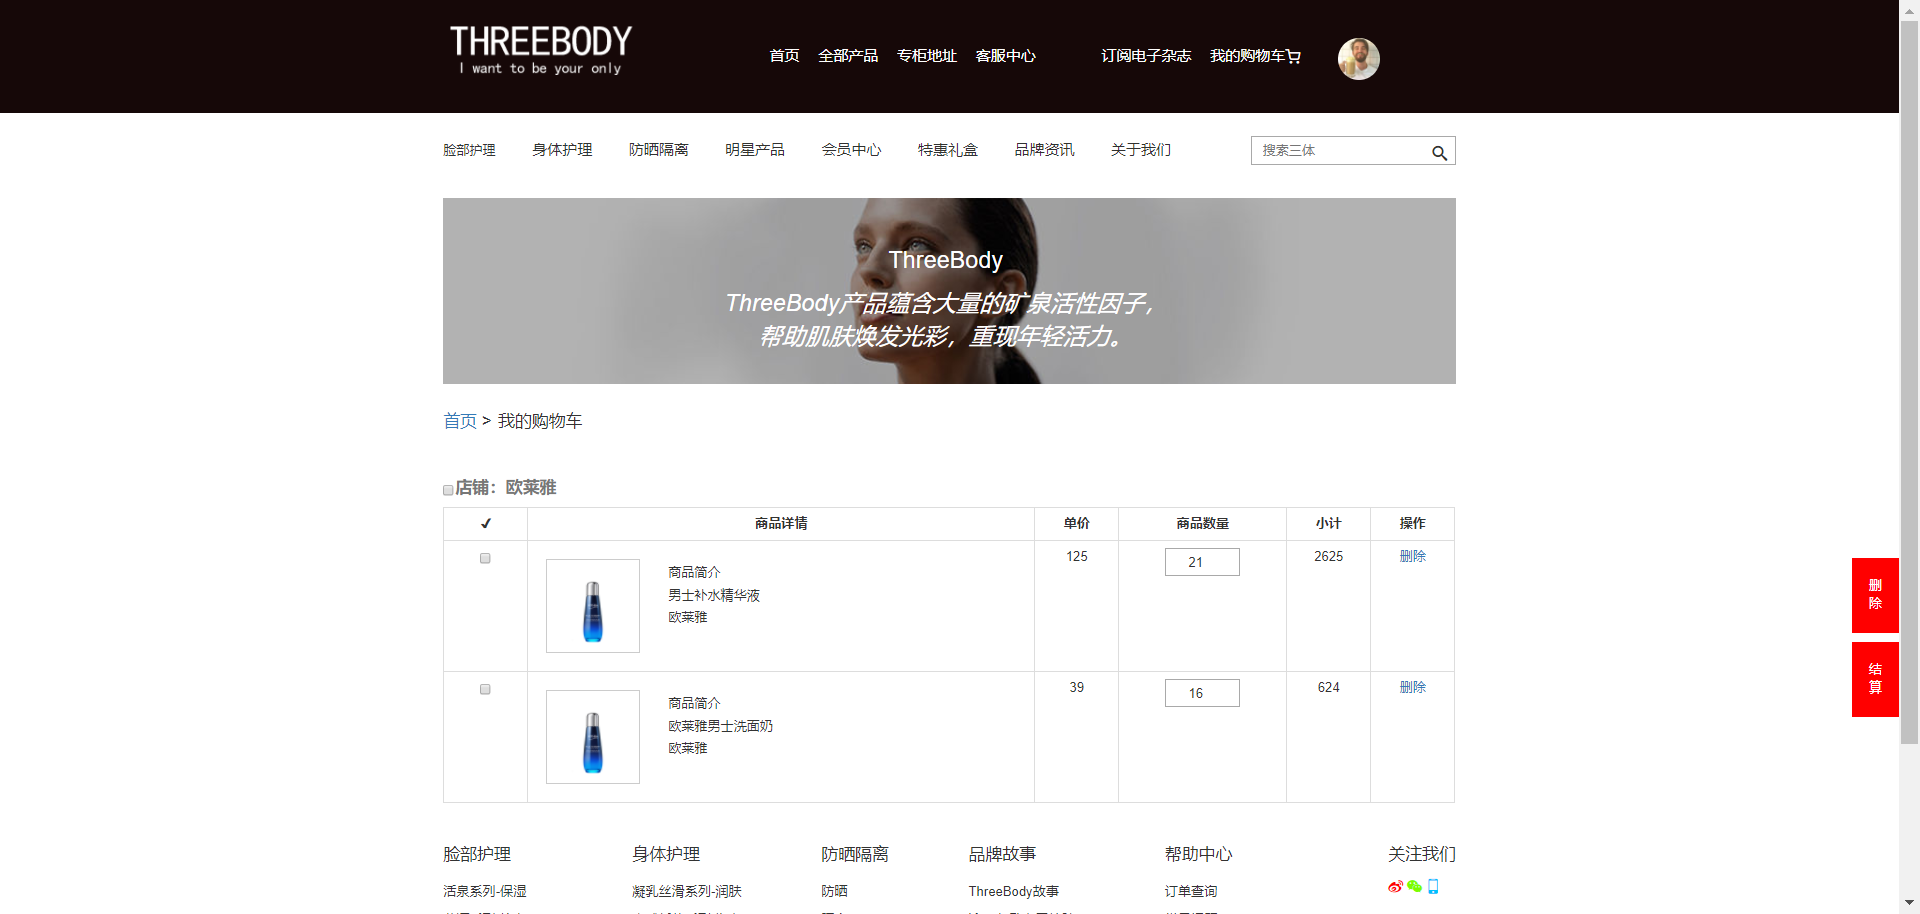 THREEBODY
I want to be your only
首页 全部产品 专柜地址 客服中心 订阅电子杂志 我的购物车
脸部护理 身体护理 防晒隔离 明星产品 会员中心 特惠礼盒 品牌资讯 关于我们 搜索三体
ThreeBody
ThreeBody产品蕴含大量的矿泉活性因子，
帮助肌肤焕发光彩，重现年轻活力。
首页 > 我的购物车
店铺：欧莱雅
✔ 商品详情 单价 商品数量 小计 操作
商品简介
男士补水精华液
欧莱雅
125 21 2625 删除
商品简介
欧莱雅男士洗面奶
欧莱雅
39 16 624 删除
删
除
结
算
脸部护理 身体护理 防晒隔离 品牌故事 帮助中心 关注我们
活泉系列-保湿 凝乳丝滑系列-润肤 防晒 ThreeBody故事 订单查询